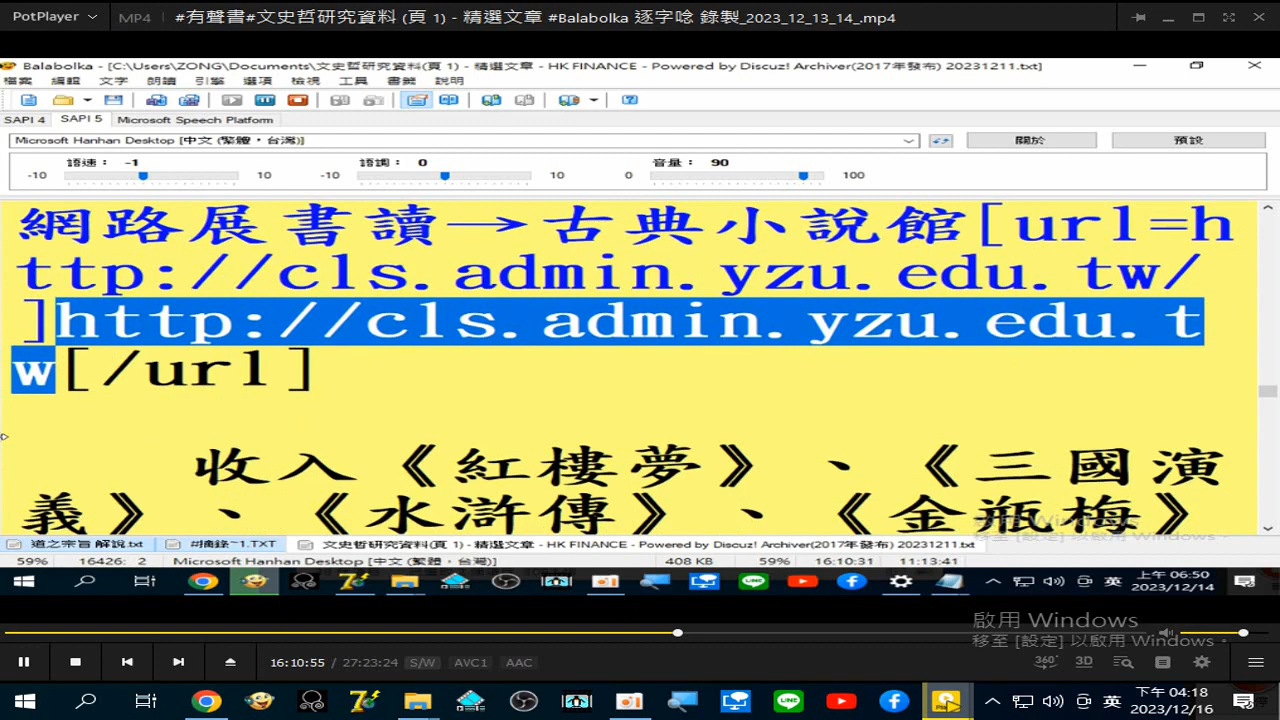 PotPlayer MP4 #有聲書#文史哲研究資料 (頁 1) - 精選文章 #Balabolka 逐字唸 錄製_2023_12_13_14_.mp4
Balabolka - [C:\Users\ZONG\Documents\文史哲研究資料(頁 1) - 精選文章 - HK FINANCE - Powered by Discuz! Archiver(2017年發布) 20231211.txt]
檔案 編輯 文字 朗讀 引擎 選項 檢視 工具 書籤 說明
SAPI 4 SAPI 5 Microsoft Speech Platform
Microsoft Hanhan Desktop [中文 (繁體，台灣)] 關於 預設
語速： -1 語調： 0 音量： 90
-10 10 -10 10 0 100
網路展書讀→古典小說館[url=h
ttp://cls.admin.yzu.edu.tw/
]http://cls.admin.yzu.edu.t
w[/url]
收入《紅樓夢》、《三國演
義》、《水滸傳》、《金瓶梅》
啟用 Windows
移至 [設定] 以啟用 Windows。
道之宗旨 解說.txt #摘錄~1.TXT 文史哲研究資料(頁 1) - 精選文章 - HK FINANCE - Powered by Discuz! Archiver(2017年發布) 20231211.txt
59% 16426: 2 Microsoft Hanhan Desktop [中文 (繁體，台灣)] 408 KB 59% 16:10:31 11:13:41
英 上午 06:50
2023/12/14
啟用 Windows
移至 [設定] 以啟用 Windows。
16:10:55 / 27:23:24 S/W AVC1 AAC 360° 3D
英 下午 04:18
2023/12/16